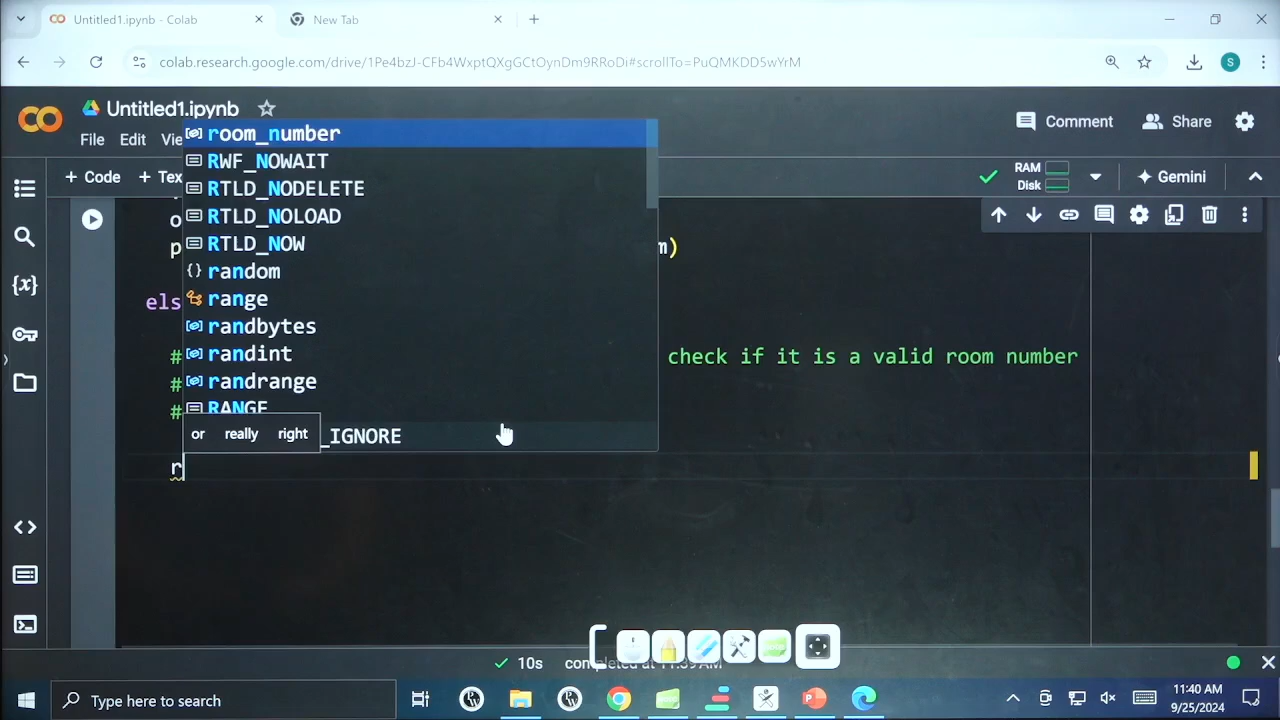 Untitled1.ipynb - Colab
New Tab
colab.research.google.com/drive/1Pe4bzJ-CFb4WxptQXgGCtOynDm9RRoDi#scrollTo=PuQMKDD5wYrM
S
Untitled1.ipynb
Comment
Share
File Edit Vie
+ Code + Tex
RAM
Disk
Gemini
room_number
RWF_NOWAIT
RTLD_NODELETE
RTLD_NOLOAD
RTLD_NOW
random
range
randbytes
randint
randrange
RANGE
_IGNORE
o
p m)
els
# check if it is a valid room number
#
#
or really right
r
{x}
10s completed at 11:39 AM
Type here to search
11:40 AM
9/25/2024